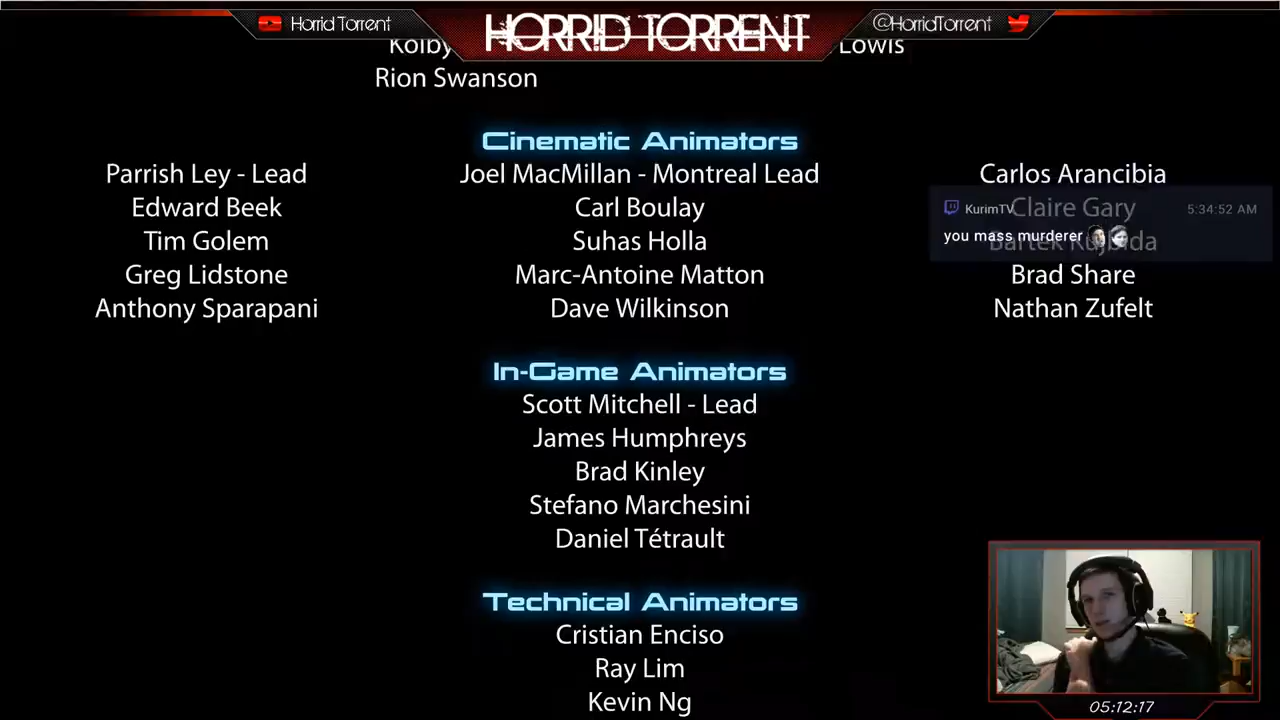 Horrid Torrent
HORRID TORRENT
@HorridTorrent
Kolby
Lowis
Rion Swanson
Cinematic Animators
Parrish Ley - Lead
Edward Beek
Tim Golem
Greg Lidstone
Anthony Sparapani
Joel MacMillan - Montreal Lead
Carl Boulay
Suhas Holla
Marc-Antoine Matton
Dave Wilkinson
Carlos Arancibia
Claire Gary
Bartek Kujbida
Brad Share
Nathan Zufelt
KurimTV
5:34:52 AM
you mass murderer
In-Game Animators
Scott Mitchell - Lead
James Humphreys
Brad Kinley
Stefano Marchesini
Daniel Tétrault
Technical Animators
Cristian Enciso
Ray Lim
Kevin Ng
05:12:17